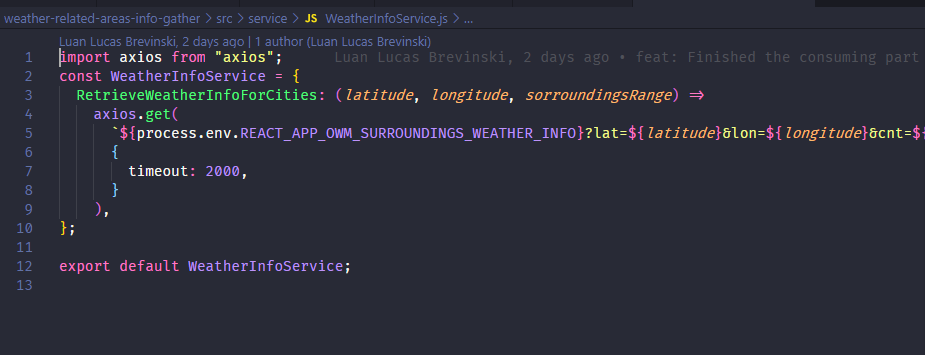 weather-related-areas-info-gather > src > service > JS WeatherInfoService.js > ...
Luan Lucas Brevinski, 2 days ago | 1 author (Luan Lucas Brevinski)
1 import axios from "axios"; Luan Lucas Brevinski, 2 days ago • feat: Finished the consuming part
2 const WeatherInfoService = {
3 RetrieveWeatherInfoForCities: (latitude, longitude, sorroundingsRange) =>
4 axios.get(
5 `${process.env.REACT_APP_OWM_SURROUNDINGS_WEATHER_INFO}?lat=${latitude}&lon=${longitude}&cnt=${
6 {
7 timeout: 2000,
8 }
9 ),
10 };
11
12 export default WeatherInfoService;
13